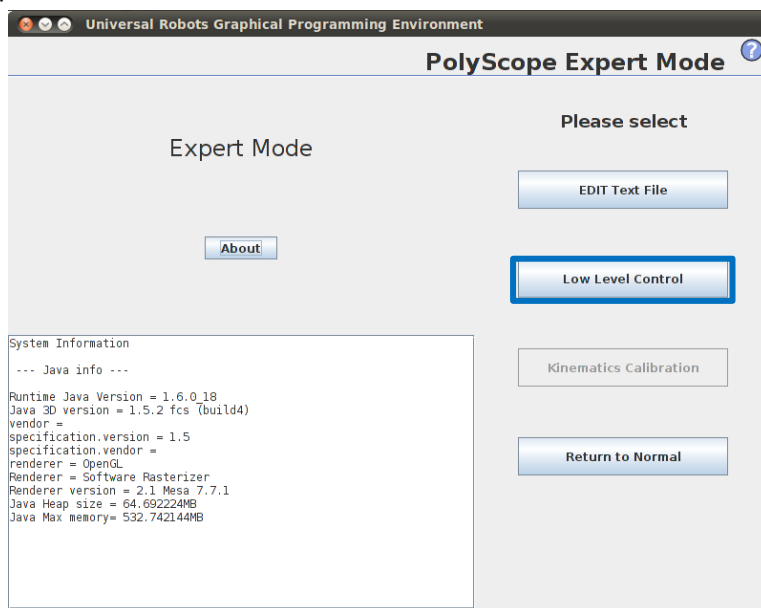 Universal Robots Graphical Programming Environment
PolyScope Expert Mode
?
Please select
Expert Mode
EDIT Text File
About
Low Level Control
System Information
--- Java info ---
Kinematics Calibration
Runtime Java Version = 1.6.0_18
Java 3D version = 1.5.2 fcs (build4)
vendor =
specification.version = 1.5
specification.vendor =
renderer = OpenGL
Renderer = Software Rasterizer
Renderer version = 2.1 Mesa 7.7.1
Java Heap size = 64.692224MB
Java Max memory= 532.742144MB
Return to Normal